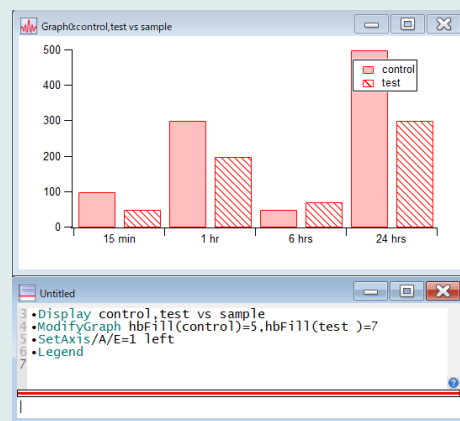 Graph0:control,test vs sample
500
400
300
200
100
0
control
test
15 min
1 hr
6 hrs
24 hrs
Untitled
3 •Display control,test vs sample
4 •ModifyGraph hbFill(control)=5,hbFill(test )=7
5 •SetAxis/A/E=1 left
6 •Legend
7
?